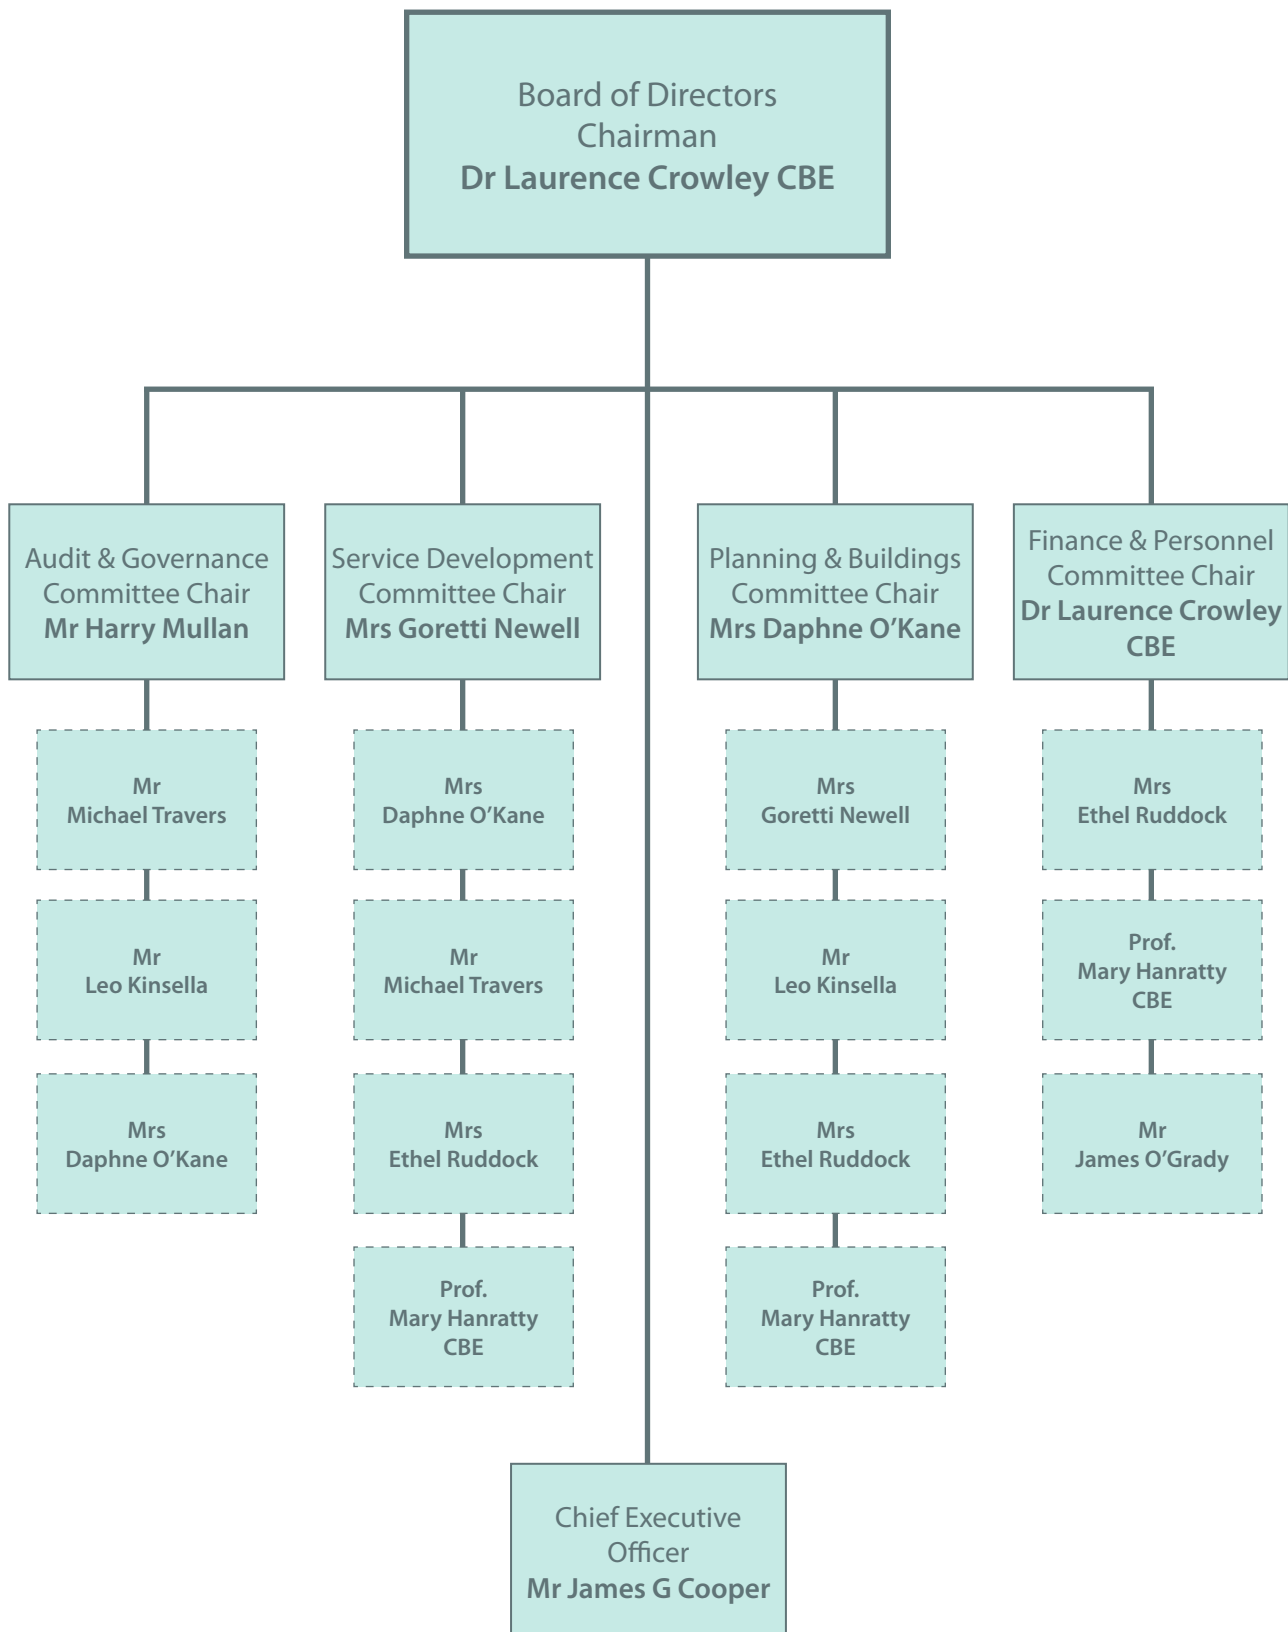 Board of Directors
Chairman
Dr Laurence Crowley CBE
Audit & Governance
Committee Chair
Mr Harry Mullan
Service Development
Committee Chair
Mrs Goretti Newell
Planning & Buildings
Committee Chair
Mrs Daphne O’Kane
Finance & Personnel
Committee Chair
Dr Laurence Crowley
CBE
Mr
Michael Travers
Mrs
Daphne O’Kane
Mrs
Goretti Newell
Mrs
Ethel Ruddock
Mr
Leo Kinsella
Mr
Michael Travers
Mr
Leo Kinsella
Prof.
Mary Hanratty
CBE
Mrs
Daphne O’Kane
Mrs
Ethel Ruddock
Mrs
Ethel Ruddock
Mr
James O’Grady
Prof.
Mary Hanratty
CBE
Prof.
Mary Hanratty
CBE
Chief Executive
Officer
Mr James G Cooper